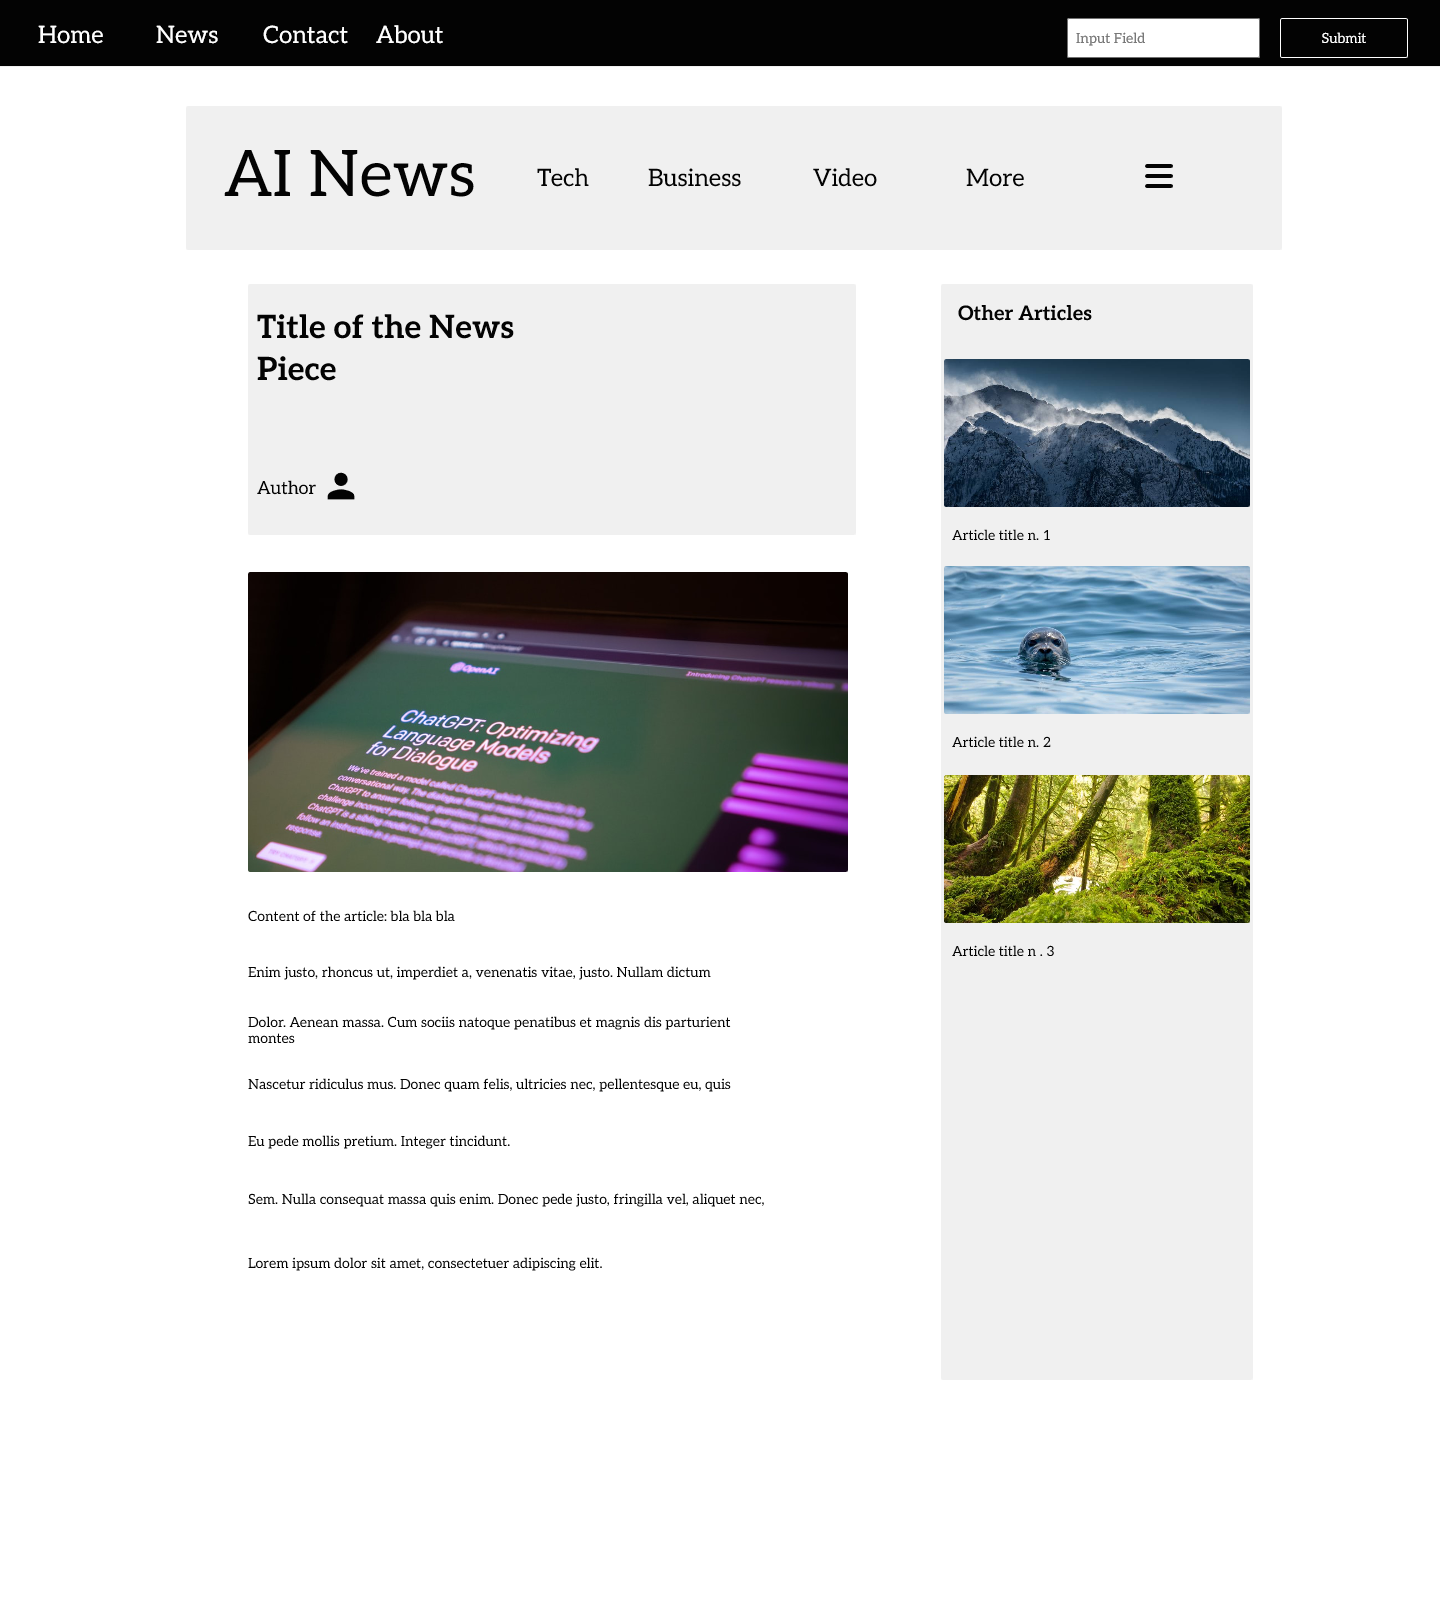 Home News Contact About
Input Field Submit
AI News Tech Business Video More
Title of the News
Piece
Author
OpenAI
Introducing ChatGPT research release
ChatGPT: Optimizing
Language Models
for Dialogue
We've trained a model called ChatGPT which interacts in a
conversational way. The dialogue format makes it possible for
ChatGPT to answer followup questions, admit its mistakes,
challenge incorrect premises, and reject inappropriate requests.
ChatGPT is a sibling model to InstructGPT, which is trained to
follow an instruction in a prompt and provide a detailed
response.
Content of the article: bla bla bla
Enim justo, rhoncus ut, imperdiet a, venenatis vitae, justo. Nullam dictum
Dolor. Aenean massa. Cum sociis natoque penatibus et magnis dis parturient
montes
Nascetur ridiculus mus. Donec quam felis, ultricies nec, pellentesque eu, quis
Eu pede mollis pretium. Integer tincidunt.
Sem. Nulla consequat massa quis enim. Donec pede justo, fringilla vel, aliquet nec,
Lorem ipsum dolor sit amet, consectetuer adipiscing elit.
Other Articles
Article title n. 1
Article title n. 2
Article title n . 3